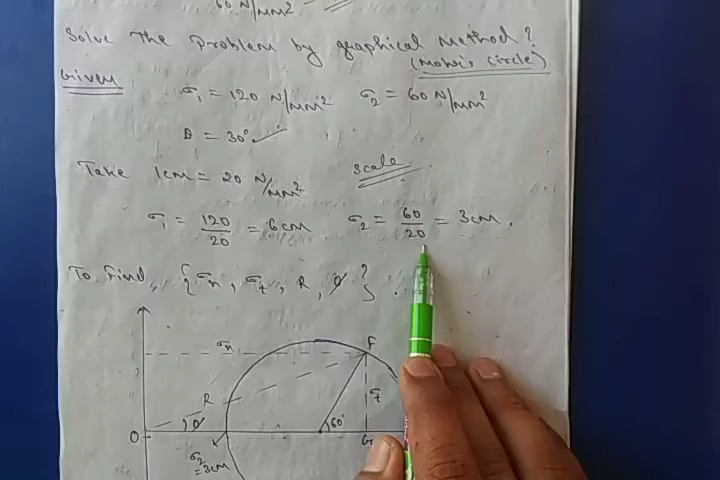 60 N/mm²
Solve The Problem by graphical method?
(Mohr's circle)
Given
σ₁ = 120 N/mm² σ₂ = 60 N/mm²
θ = 30° ✓
Take 1cm = 20 N/mm² scale
σ₁ = 120/20 = 6cm σ₂ = 60/20 = 3cm.
To Find, {σn, σt, R, φ}
σn F
R σt
φ 60°
O G
σ₂
=3cm